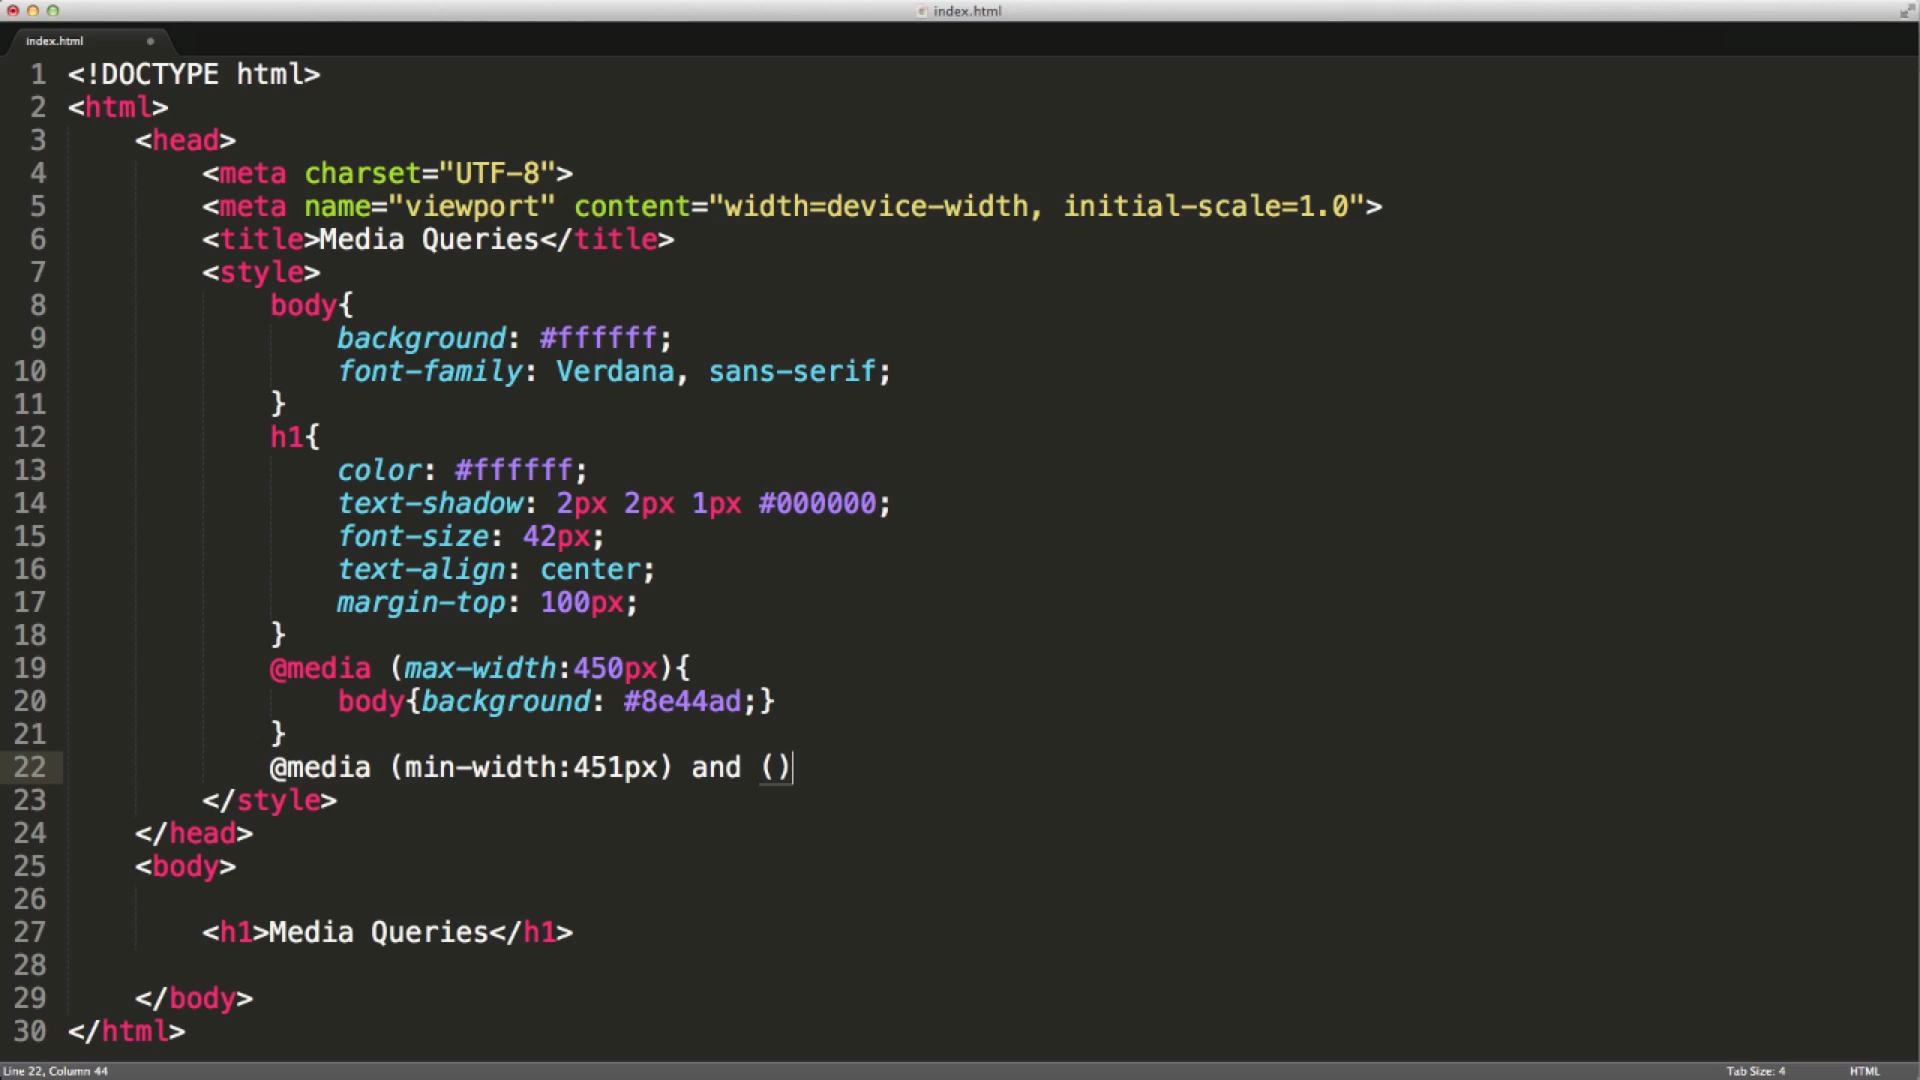 index.html
index.html
1 <!DOCTYPE html>
2 <html>
3     <head>
4         <meta charset="UTF-8">
5         <meta name="viewport" content="width=device-width, initial-scale=1.0">
6         <title>Media Queries</title>
7         <style>
8             body{
9                 background: #ffffff;
10                 font-family: Verdana, sans-serif;
11             }
12             h1{
13                 color: #ffffff;
14                 text-shadow: 2px 2px 1px #000000;
15                 font-size: 42px;
16                 text-align: center;
17                 margin-top: 100px;
18             }
19             @media (max-width:450px){
20                 body{background: #8e44ad;}
21             }
22             @media (min-width:451px) and ()
23         </style>
24     </head>
25     <body>
26
27         <h1>Media Queries</h1>
28
29     </body>
30 </html>
Line 22, Column 44 Tab Size: 4 HTML